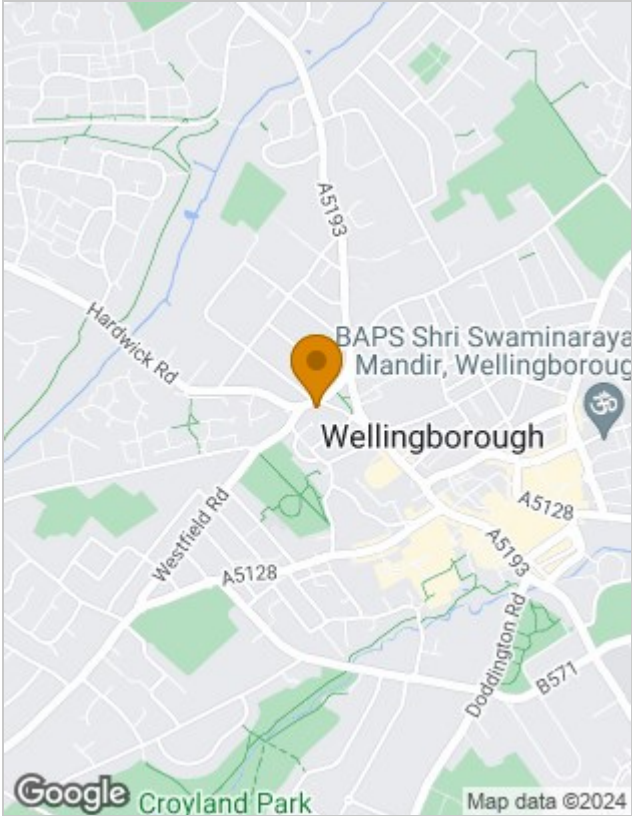 A5193
Hardwick Rd
BAPS Shri Swaminaraya
Mandir, Wellingboroug
Wellingborough
Westfield Rd
A5128
A5193
A5128
Doddington Rd
B571
Croyland Park
Google
Map data ©2024